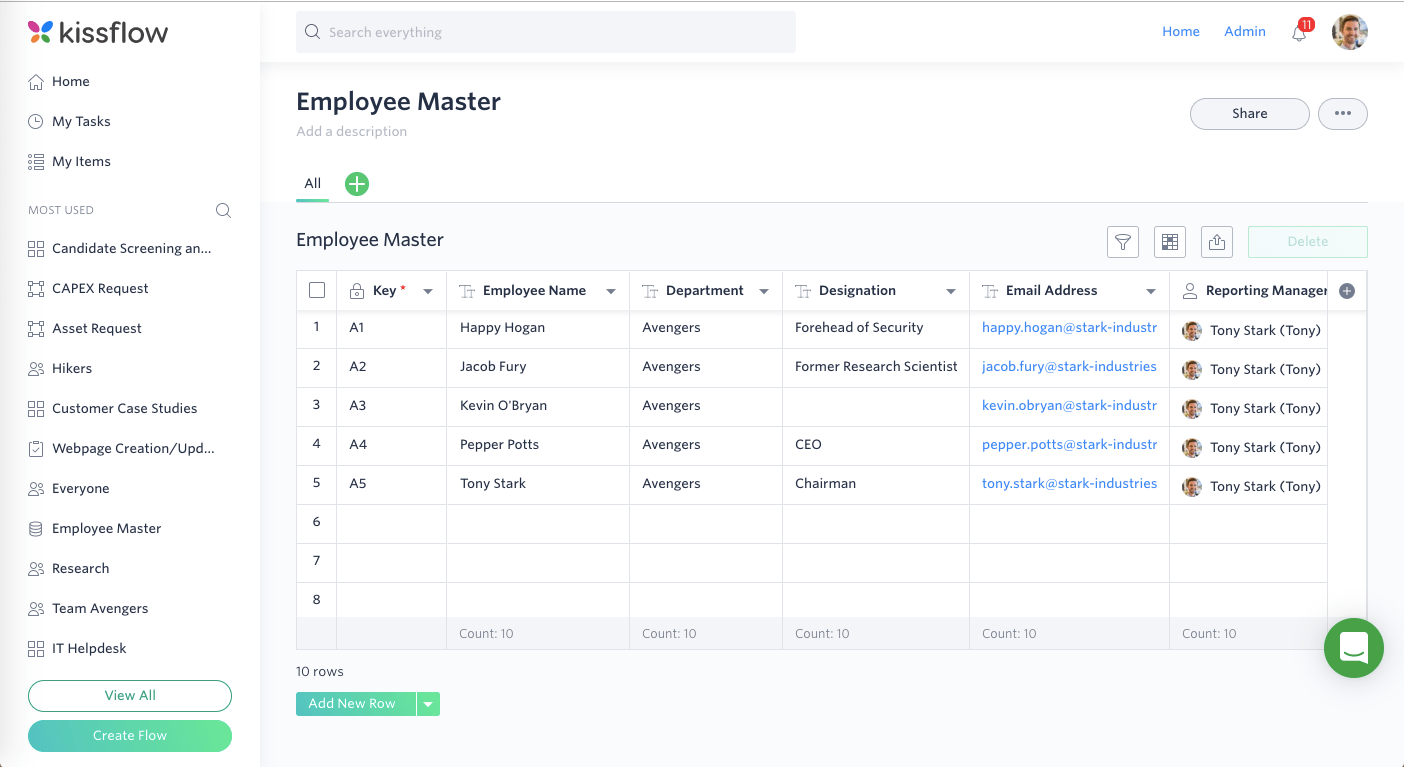 kissflow
Search everything
Home
Admin
11
Home
My Tasks
My Items
MOST USED
Candidate Screening an...
CAPEX Request
Asset Request
Hikers
Customer Case Studies
Webpage Creation/Upd...
Everyone
Employee Master
Research
Team Avengers
IT Helpdesk
View All
Create Flow
Employee Master
Add a description
Share
All
Employee Master
Delete
Key * Employee Name Department Designation Email Address Reporting Manager
1 A1 Happy Hogan Avengers Forehead of Security happy.hogan@stark-industr Tony Stark (Tony)
2 A2 Jacob Fury Avengers Former Research Scientist jacob.fury@stark-industries Tony Stark (Tony)
3 A3 Kevin O'Bryan Avengers kevin.obryan@stark-industr Tony Stark (Tony)
4 A4 Pepper Potts Avengers CEO pepper.potts@stark-industr Tony Stark (Tony)
5 A5 Tony Stark Avengers Chairman tony.stark@stark-industries Tony Stark (Tony)
6
7
8
Count: 10 Count: 10 Count: 10 Count: 10 Count: 10
10 rows
Add New Row